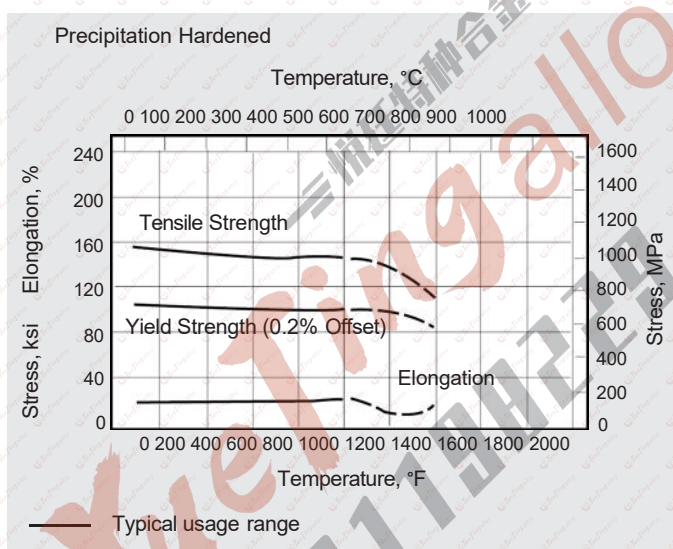 Precipitation Hardened
Temperature, °C
0 100 200 300 400 500 600 700 800 900 1000
Elongation, %
Stress, ksi
240
200
160
120
80
40
0
Tensile Strength
Yield Strength (0.2% Offset)
Elongation
1600
1400
1200
1000
800
600
400
200
0
Stress, MPa
0 200 400 600 800 1000 1200 1400 1600 1800 2000
Temperature, °F
Typical usage range
YueTingallo